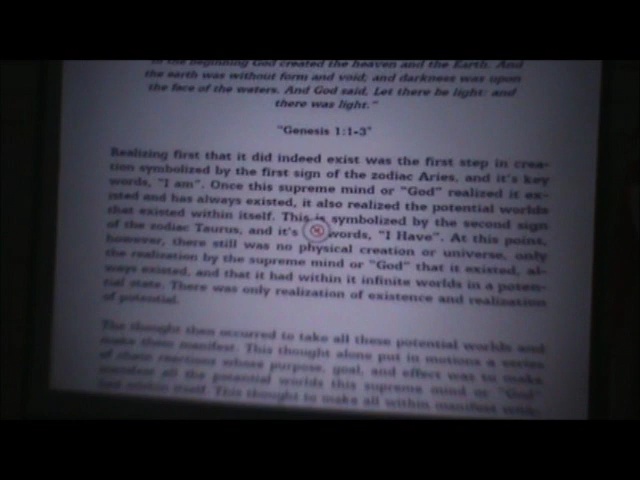 "In the beginning God created the heaven and the Earth. And
the earth was without form and void; and darkness was upon
the face of the waters. And God said, Let there be light: and
there was light."
"Genesis 1:1-3"
Realizing first that it did indeed exist was the first step in crea-
tion symbolized by the first sign of the zodiac Aries, and it's key
words, "I am". Once this supreme mind or "God" realized it ex-
isted and has always existed, it also realized the potential worlds
that existed within itself. This is symbolized by the second sign
of the zodiac Taurus, and it's words, "I Have". At this point,
however, there still was no physical creation or universe, only
the realization by the supreme mind or "God" that it existed, al-
ways existed, and that it had within it infinite worlds in a poten-
tial state. There was only realization of existence and realization
of potential.
The thought than occurred to take all these potential worlds and
make them manifest. This thought alone put in motions a series
of chain reactions whose purpose, goal, and effect was to make
manifest all the potential worlds this supreme mind or "God"
had within itself. This thought to make all within manifest